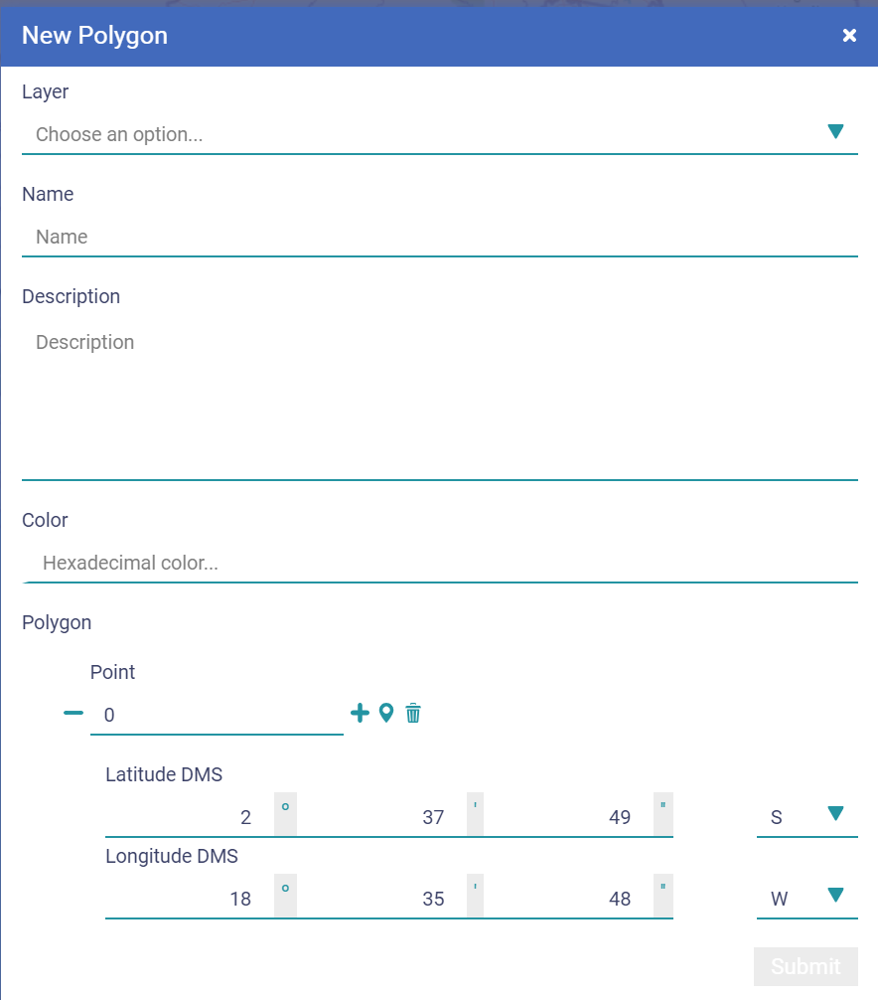 New Polygon ×
Layer
Choose an option...
Name
Name
Description
Description
Color
Hexadecimal color...
Polygon
Point
0
Latitude DMS
2 ° 37 ' 49 " S
Longitude DMS
18 ° 35 ' 48 " W
Submit